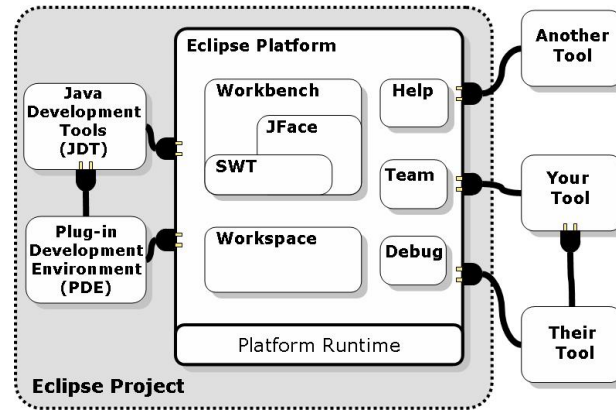 Eclipse Platform
Another
Tool
Workbench
Help
Java
Development
Tools
(JDT)
JFace
SWT
Team
Your
Tool
Plug-in
Development
Environment
(PDE)
Workspace
Debug
Their
Tool
Platform Runtime
Eclipse Project